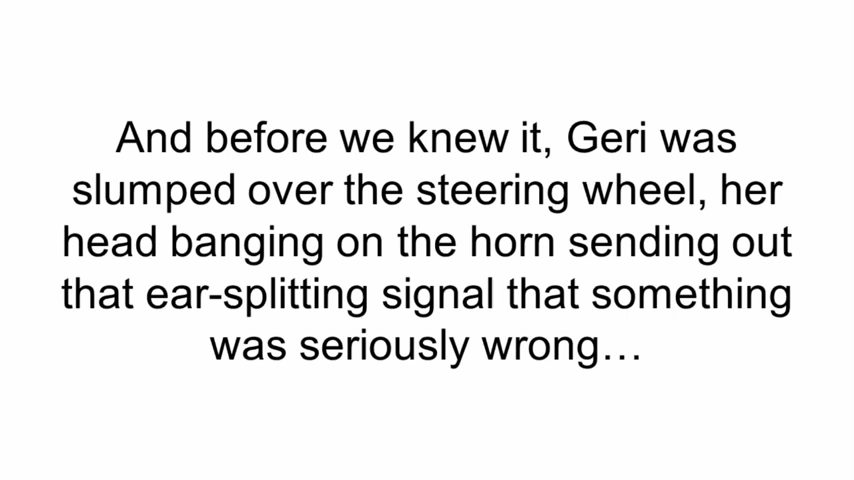 And before we knew it, Geri was
slumped over the steering wheel, her
head banging on the horn sending out
that ear-splitting signal that something
was seriously wrong…